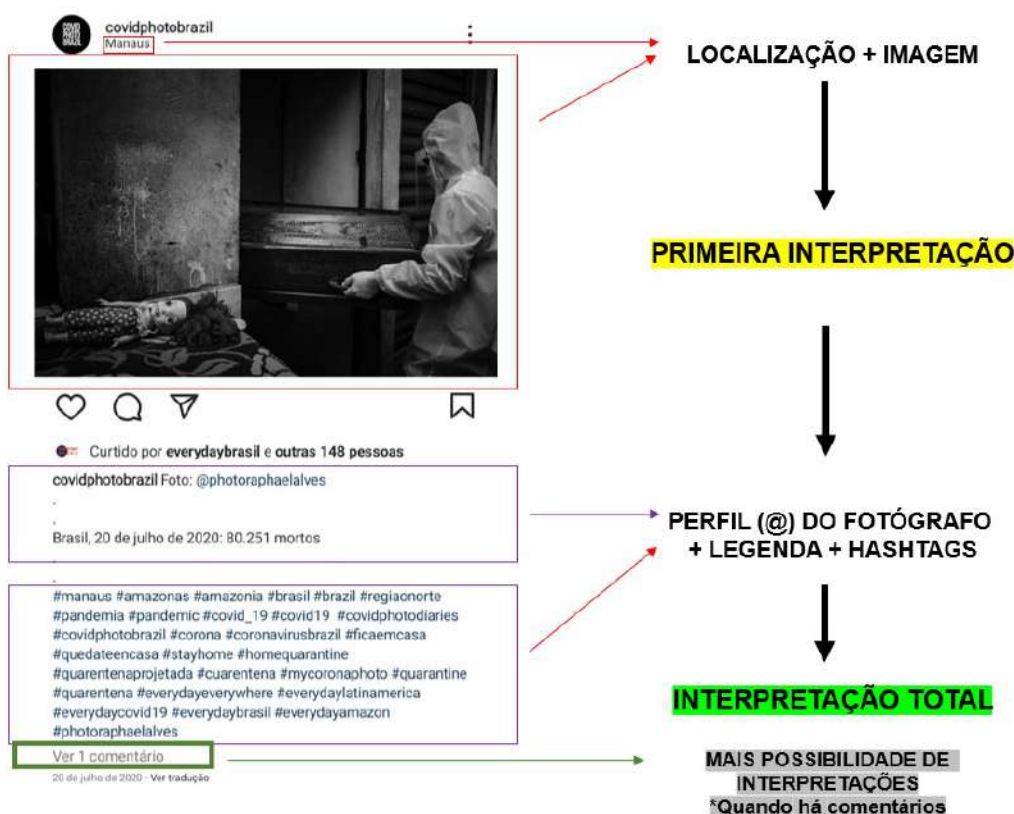 covidphotobrazil
Manaus
LOCALIZAÇÃO + IMAGEM
PRIMEIRA INTERPRETAÇÃO
Curtido por everydaybrasil e outras 148 pessoas
covidphotobrazil Foto: @photoraphaelalves
.
.
Brasil, 20 de julho de 2020: 80.251 mortos
.
.
#manaus #amazonas #amazonia #brasil #brazil #regiaonorte
#pandemia #pandemic #covid_19 #covid19 #covidphotodiaries
#covidphotobrazil #corona #coronavirusbrazil #ficaemcasa
#quedateencasa #stayhome #homequarantine
#quarentenaprojetada #cuarentena #mycoronaphoto #quarantine
#quarentena #everydayeverywhere #everydaylatinamerica
#everydaycovid19 #everydaybrasil #everydayamazon
#photoraphaelalves
Ver 1 comentário
20 de julho de 2020 · Ver tradução
PERFIL (@) DO FOTÓGRAFO
+ LEGENDA + HASHTAGS
INTERPRETAÇÃO TOTAL
MAIS POSSIBILIDADE DE
INTERPRETAÇÕES
*Quando há comentários